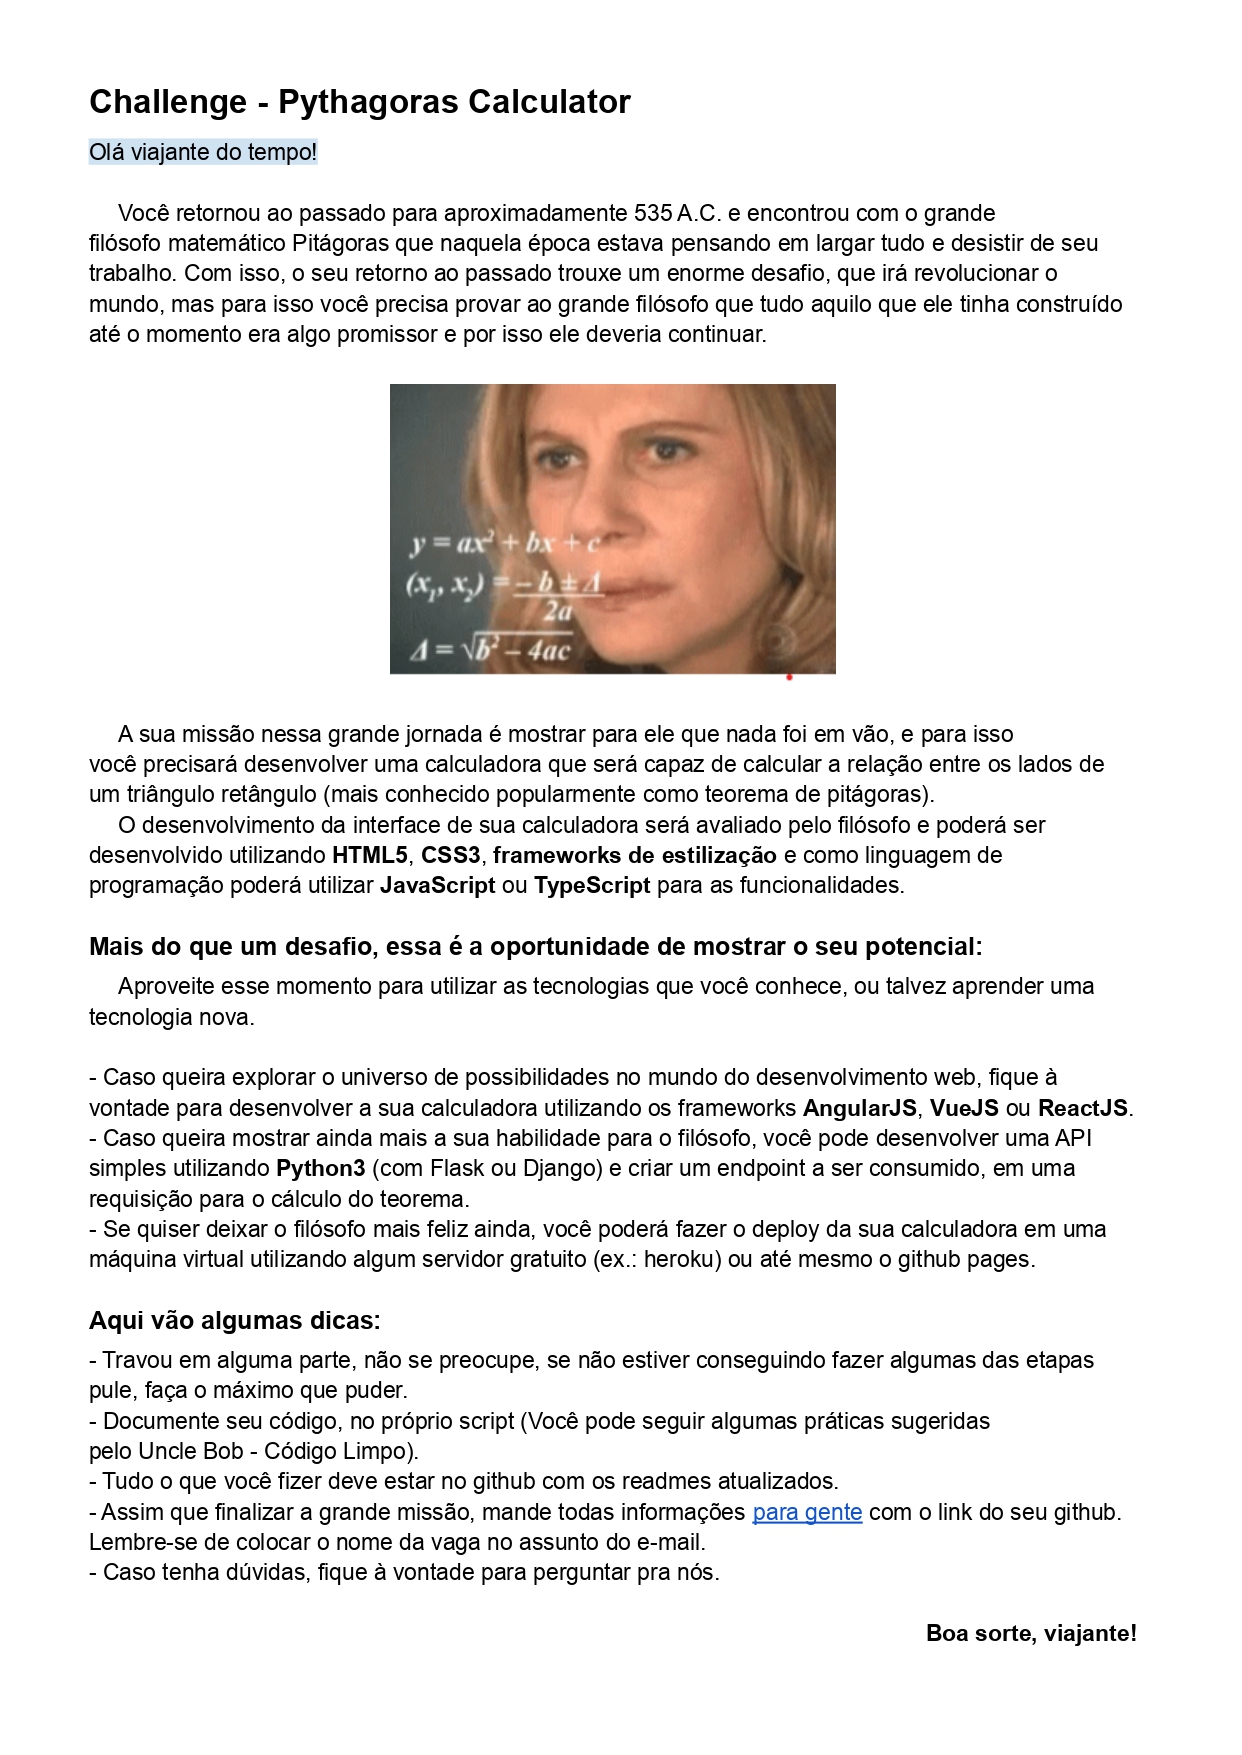 Challenge - Pythagoras Calculator
Olá viajante do tempo!
Você retornou ao passado para aproximadamente 535 A.C. e encontrou com o grande
filósofo matemático Pitágoras que naquela época estava pensando em largar tudo e desistir de seu
trabalho. Com isso, o seu retorno ao passado trouxe um enorme desafio, que irá revolucionar o
mundo, mas para isso você precisa provar ao grande filósofo que tudo aquilo que ele tinha construído
até o momento era algo promissor e por isso ele deveria continuar.
y = ax² + bx + c
(x₁, x₂) = −b ± Δ
2a
Δ = √b² − 4ac
A sua missão nessa grande jornada é mostrar para ele que nada foi em vão, e para isso
você precisará desenvolver uma calculadora que será capaz de calcular a relação entre os lados de
um triângulo retângulo (mais conhecido popularmente como teorema de pitágoras).
O desenvolvimento da interface de sua calculadora será avaliado pelo filósofo e poderá ser
desenvolvido utilizando HTML5, CSS3, frameworks de estilização e como linguagem de
programação poderá utilizar JavaScript ou TypeScript para as funcionalidades.
Mais do que um desafio, essa é a oportunidade de mostrar o seu potencial:
Aproveite esse momento para utilizar as tecnologias que você conhece, ou talvez aprender uma
tecnologia nova.
- Caso queira explorar o universo de possibilidades no mundo do desenvolvimento web, fique à
vontade para desenvolver a sua calculadora utilizando os frameworks AngularJS, VueJS ou ReactJS.
- Caso queira mostrar ainda mais a sua habilidade para o filósofo, você pode desenvolver uma API
simples utilizando Python3 (com Flask ou Django) e criar um endpoint a ser consumido, em uma
requisição para o cálculo do teorema.
- Se quiser deixar o filósofo mais feliz ainda, você poderá fazer o deploy da sua calculadora em uma
máquina virtual utilizando algum servidor gratuito (ex.: heroku) ou até mesmo o github pages.
Aqui vão algumas dicas:
- Travou em alguma parte, não se preocupe, se não estiver conseguindo fazer algumas das etapas
pule, faça o máximo que puder.
- Documente seu código, no próprio script (Você pode seguir algumas práticas sugeridas
pelo Uncle Bob - Código Limpo).
- Tudo o que você fizer deve estar no github com os readmes atualizados.
- Assim que finalizar a grande missão, mande todas informações para gente com o link do seu github.
Lembre-se de colocar o nome da vaga no assunto do e-mail.
- Caso tenha dúvidas, fique à vontade para perguntar pra nós.
Boa sorte, viajante!